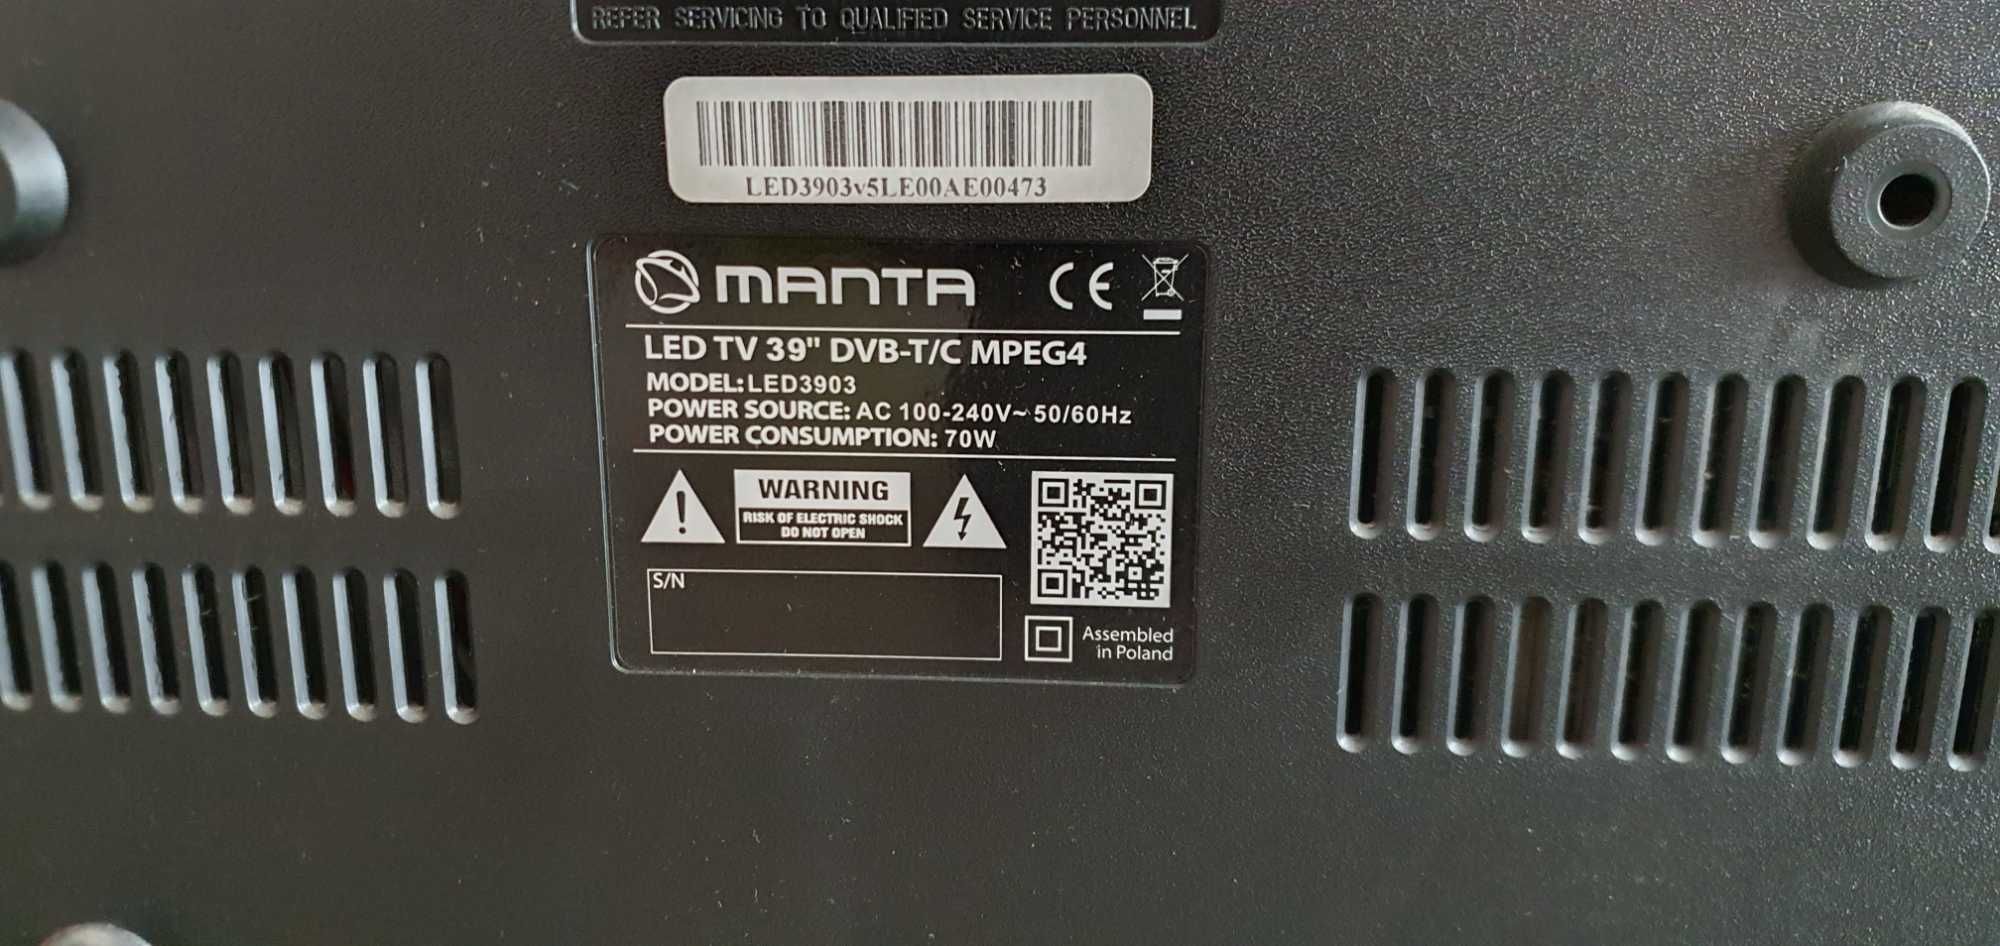 REFER SERVICING TO QUALIFIED SERVICE PERSONNEL
LED3903v5LE00AE00473
MANTA CE
LED TV 39" DVB-T/C MPEG4
MODEL: LED3903
POWER SOURCE: AC 100-240V~ 50/60Hz
POWER CONSUMPTION: 70W
WARNING
RISK OF ELECTRIC SHOCK
DO NOT OPEN
S/N
Assembled
in Poland